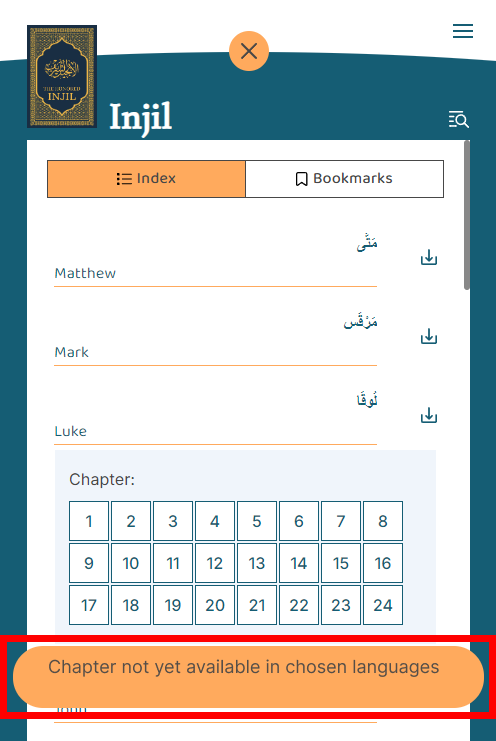 THE HONORED
INJIL
Injil
Index
Bookmarks
مَتَّى
Matthew
مَرْقَس
Mark
لُوقَا
Luke
Chapter:
1 2 3 4 5 6 7 8
9 10 11 12 13 14 15 16
17 18 19 20 21 22 23 24
Chapter not yet available in chosen languages